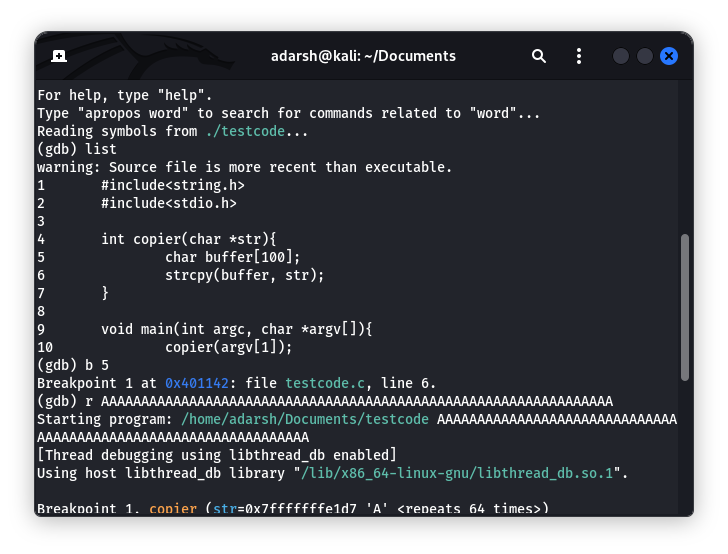 adarsh@kali: ~/Documents
For help, type "help".
Type "apropos word" to search for commands related to "word"...
Reading symbols from ./testcode...
(gdb) list
warning: Source file is more recent than executable.
1       #include<string.h>
2       #include<stdio.h>
3
4       int copier(char *str){
5               char buffer[100];
6               strcpy(buffer, str);
7       }
8
9       void main(int argc, char *argv[]){
10              copier(argv[1]);
(gdb) b 5
Breakpoint 1 at 0x401142: file testcode.c, line 6.
(gdb) r AAAAAAAAAAAAAAAAAAAAAAAAAAAAAAAAAAAAAAAAAAAAAAAAAAAAAAAAAAAAAAAA
Starting program: /home/adarsh/Documents/testcode AAAAAAAAAAAAAAAAAAAAAAAAAAAAAA
AAAAAAAAAAAAAAAAAAAAAAAAAAAAAAAAAA
[Thread debugging using libthread_db enabled]
Using host libthread_db library "/lib/x86_64-linux-gnu/libthread_db.so.1".
Breakpoint 1, copier (str=0x7fffffffe1d7 'A' <repeats 64 times>)